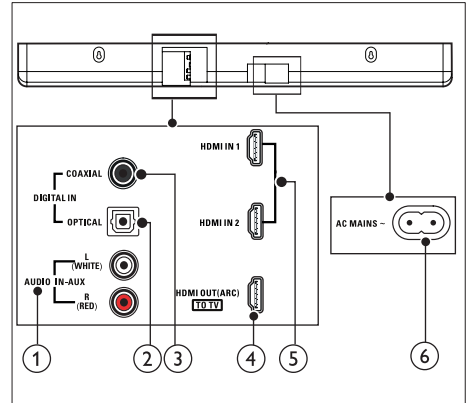 HDMI IN 1
COAXIAL
DIGITAL IN
OPTICAL
HDMI IN 2
AC MAINS ~
L
(WHITE)
AUDIO IN-AUX
R
(RED)
HDMI OUT(ARC)
TO TV
1
2
3
4
5
6